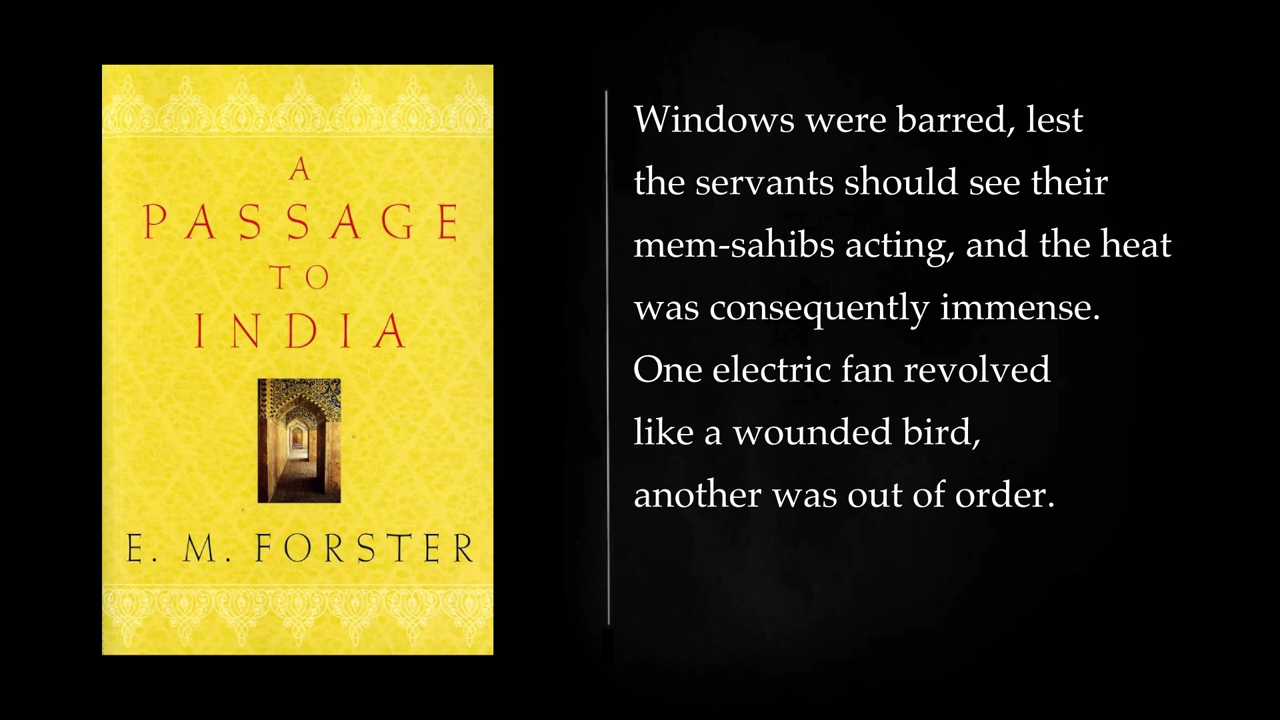 A
PASSAGE
TO
INDIA
E. M. FORSTER
Windows were barred, lest
the servants should see their
mem-sahibs acting, and the heat
was consequently immense.
One electric fan revolved
like a wounded bird,
another was out of order.